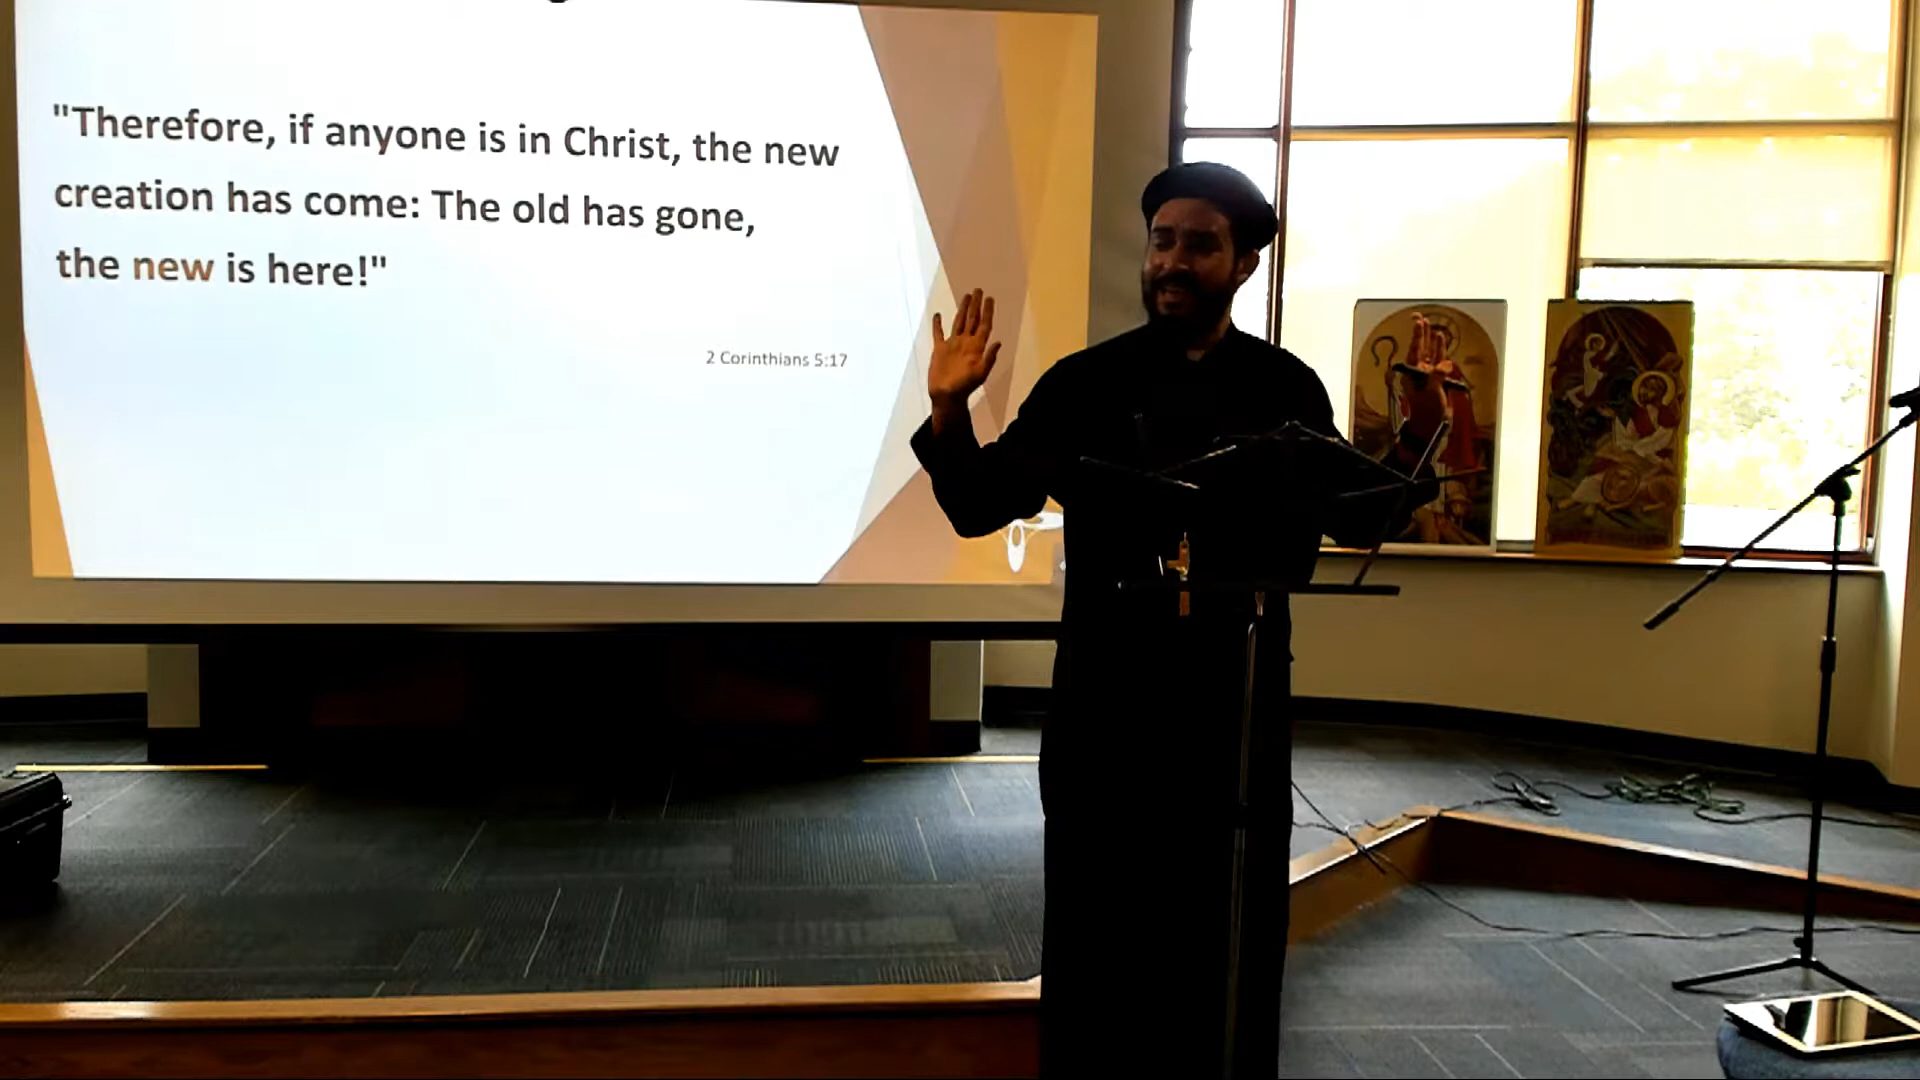 "Therefore, if anyone is in Christ, the new
creation has come: The old has gone,
the new is here!"
2 Corinthians 5:17